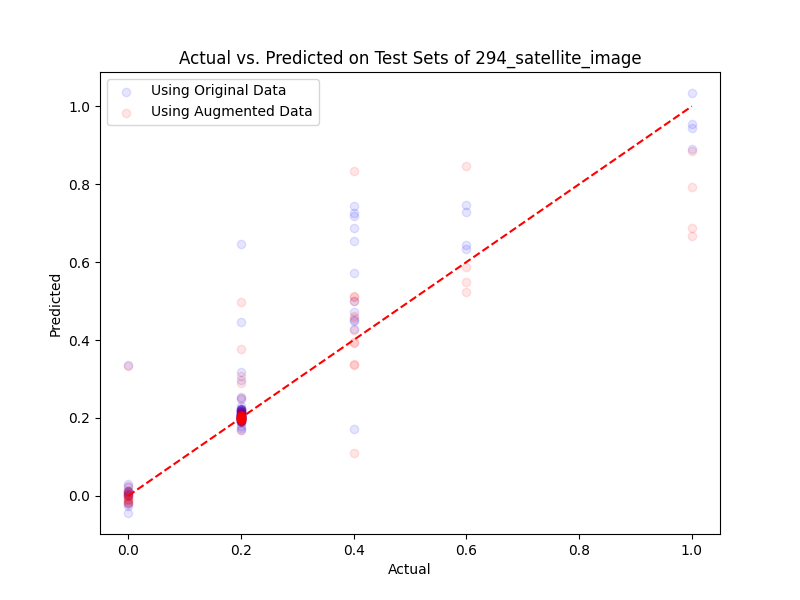 Actual vs. Predicted on Test Sets of 294_satellite_image
Using Original Data
Using Augmented Data
Predicted
1.0
0.8
0.6
0.4
0.2
0.0
0.0 0.2 0.4 0.6 0.8 1.0
Actual